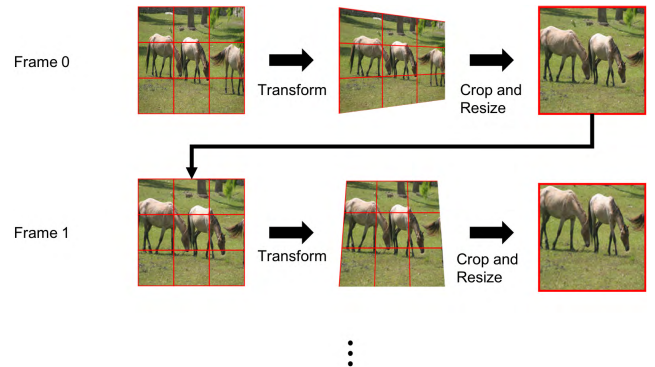 Frame 0
Transform
Crop and
Resize
Frame 1
Transform
Crop and
Resize